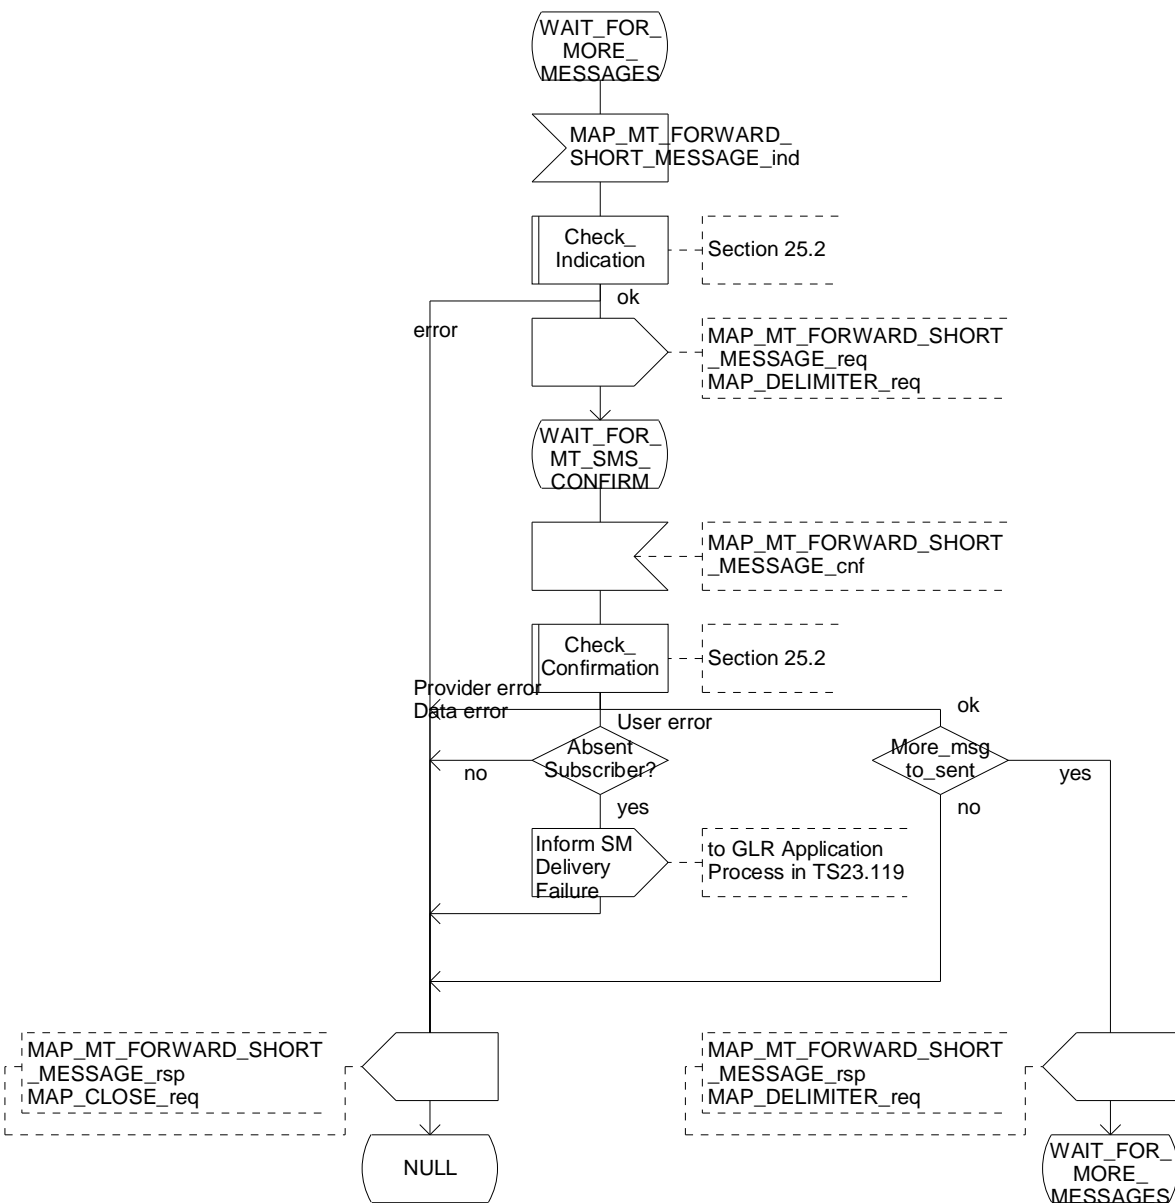 WAIT_FOR_
MORE_
MESSAGES
MAP_MT_FORWARD_
SHORT_MESSAGE_ind
Check_
Indication
Section 25.2
ok
error
MAP_MT_FORWARD_SHORT
_MESSAGE_req
MAP_DELIMITER_req
WAIT_FOR_
MT_SMS_
CONFIRM
MAP_MT_FORWARD_SHORT
_MESSAGE_cnf
Check_
Confirmation
Section 25.2
Provider error
Data error
User error
ok
Absent
Subscriber?
no
yes
More_msg
to_sent
yes
no
Inform SM
Delivery
Failure
to GLR Application
Process in TS23.119
MAP_MT_FORWARD_SHORT
_MESSAGE_rsp
MAP_CLOSE_req
MAP_MT_FORWARD_SHORT
_MESSAGE_rsp
MAP_DELIMITER_req
NULL
WAIT_FOR_
MORE_
MESSAGES